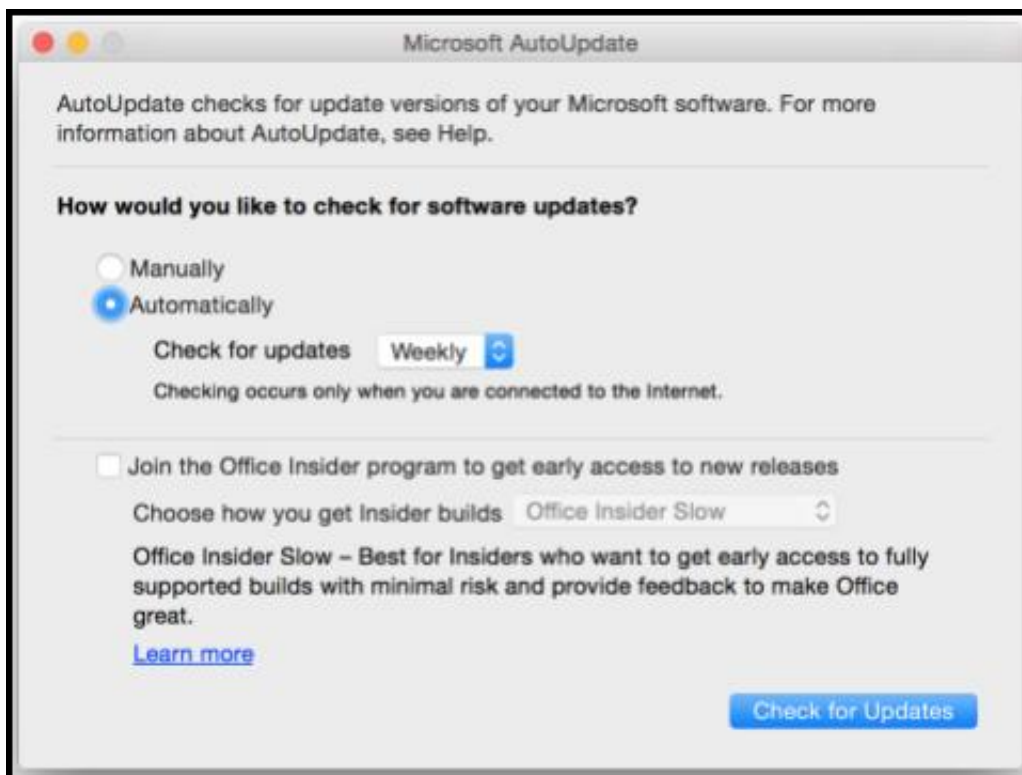 Microsoft AutoUpdate
AutoUpdate checks for update versions of your Microsoft software. For more
information about AutoUpdate, see Help.
How would you like to check for software updates?
Manually
Automatically
Check for updates Weekly
Checking occurs only when you are connected to the Internet.
Join the Office Insider program to get early access to new releases
Choose how you get Insider builds Office Insider Slow
Office Insider Slow – Best for Insiders who want to get early access to fully
supported builds with minimal risk and provide feedback to make Office
great.
Learn more
Check for Updates